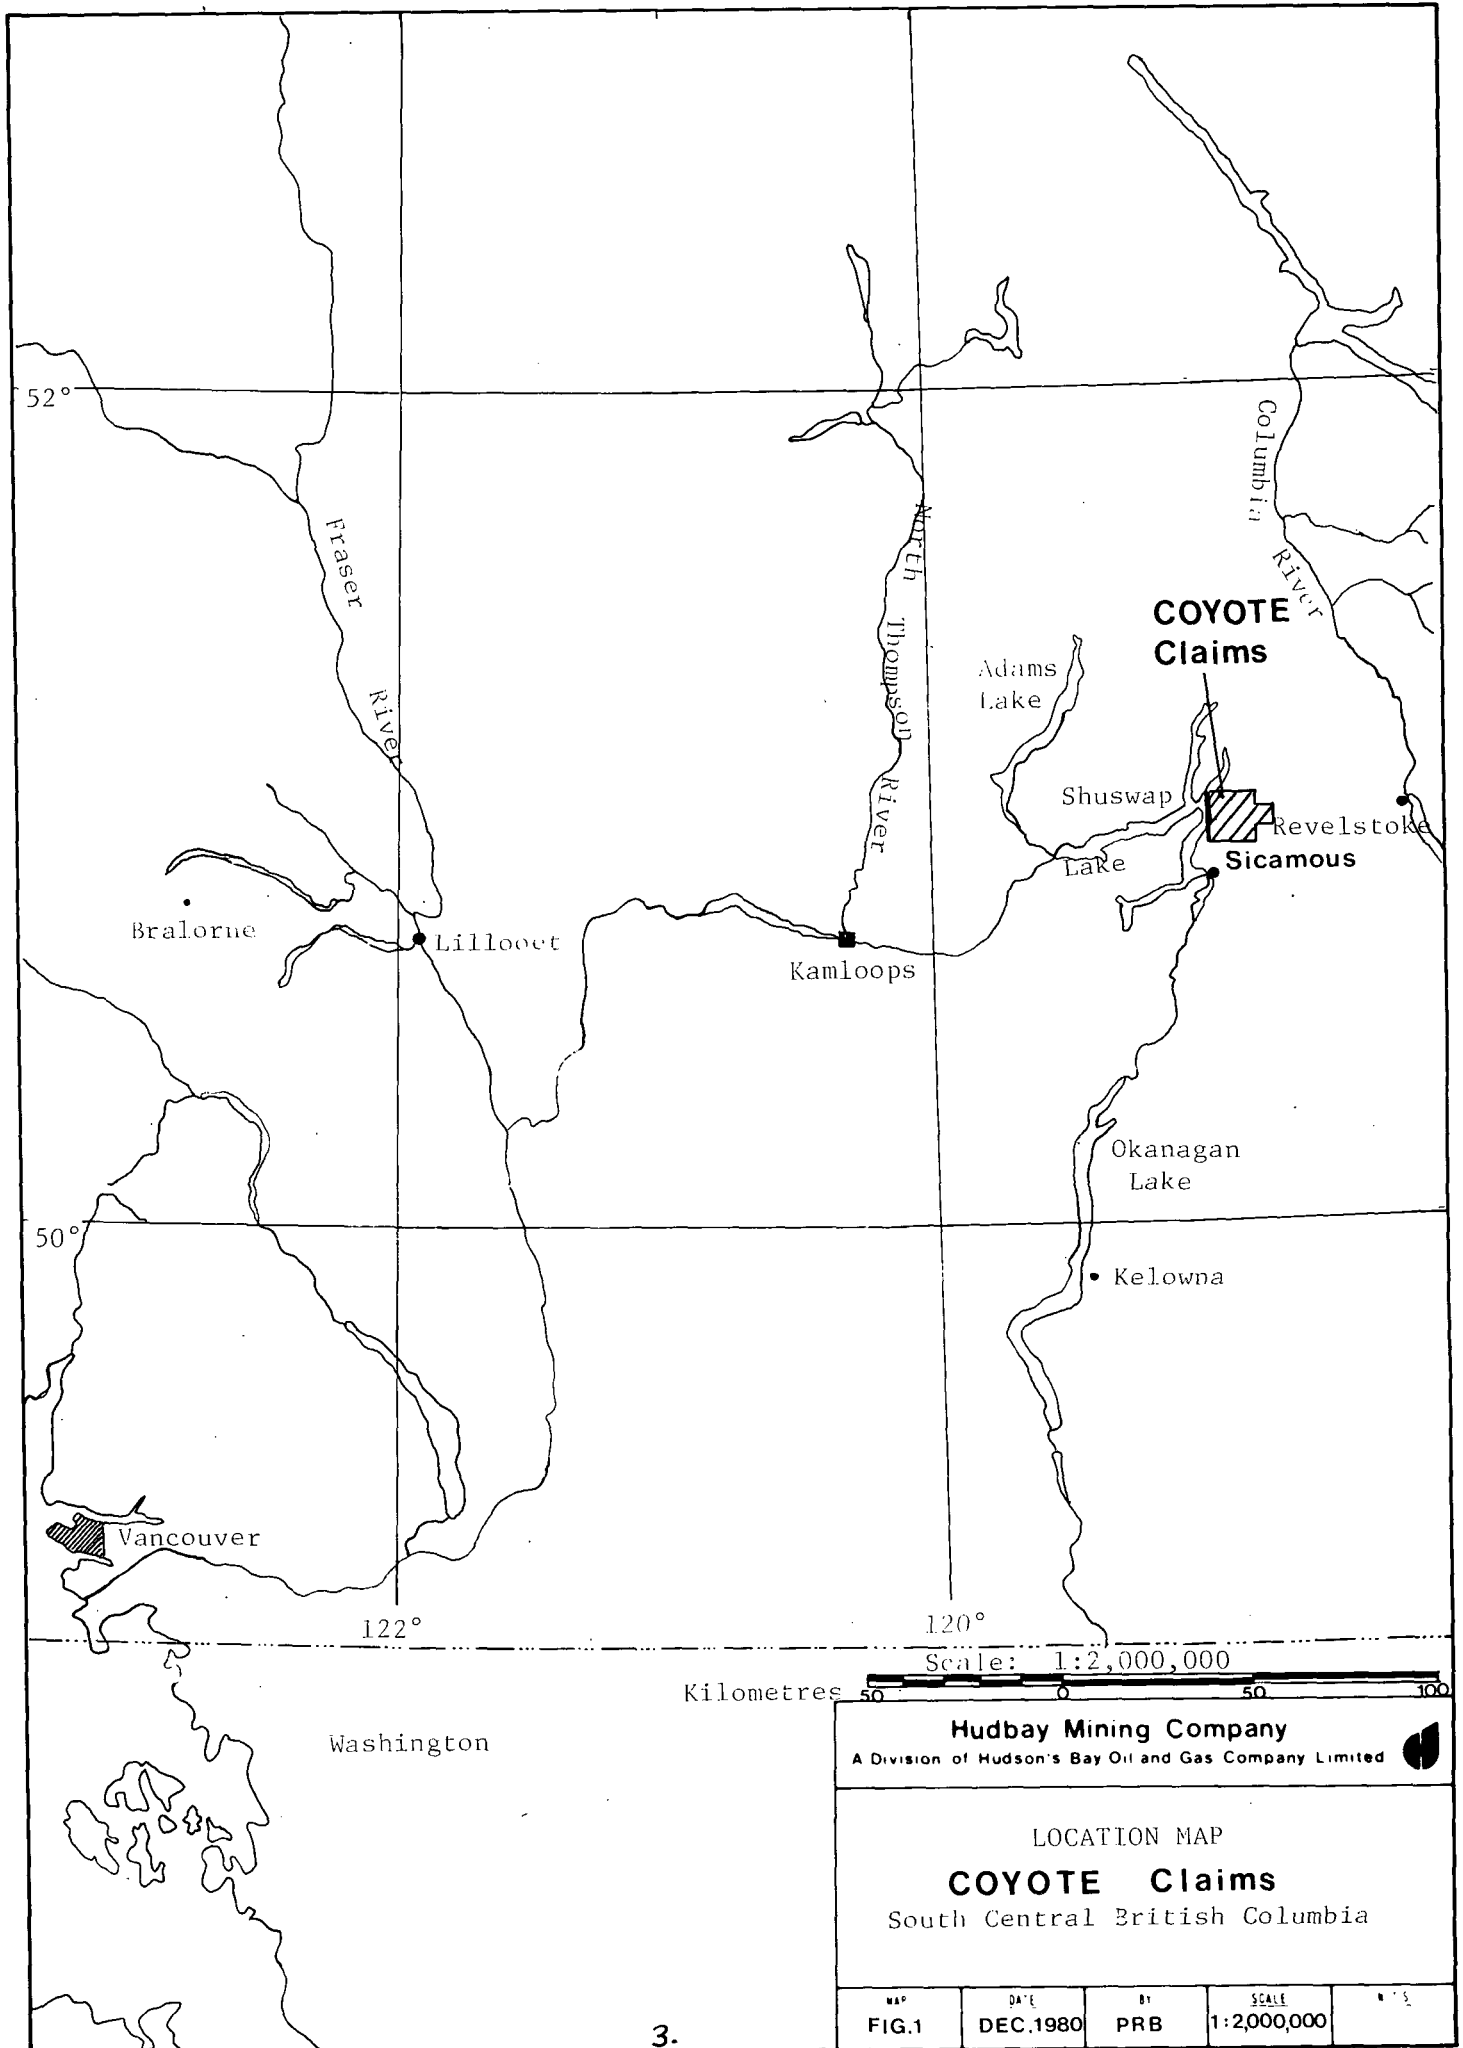 52°
Fraser
River
North
Thompson
River
Columbia
River
COYOTE
Claims
Adams
Lake
Shuswap
Lake
Revelstoke
Sicamous
Bralorne
Lillooet
Kamloops
Okanagan
Lake
50°
Kelowna
Vancouver
122°
120°
Scale: 1:2,000,000
Kilometres 50 0 50 100
Washington
Hudbay Mining Company
A Division of Hudson's Bay Oil and Gas Company Limited
LOCATION MAP
COYOTE Claims
South Central British Columbia
MAP DATE BY SCALE N.T.S.
FIG.1 DEC.1980 PRB 1:2,000,000
3.